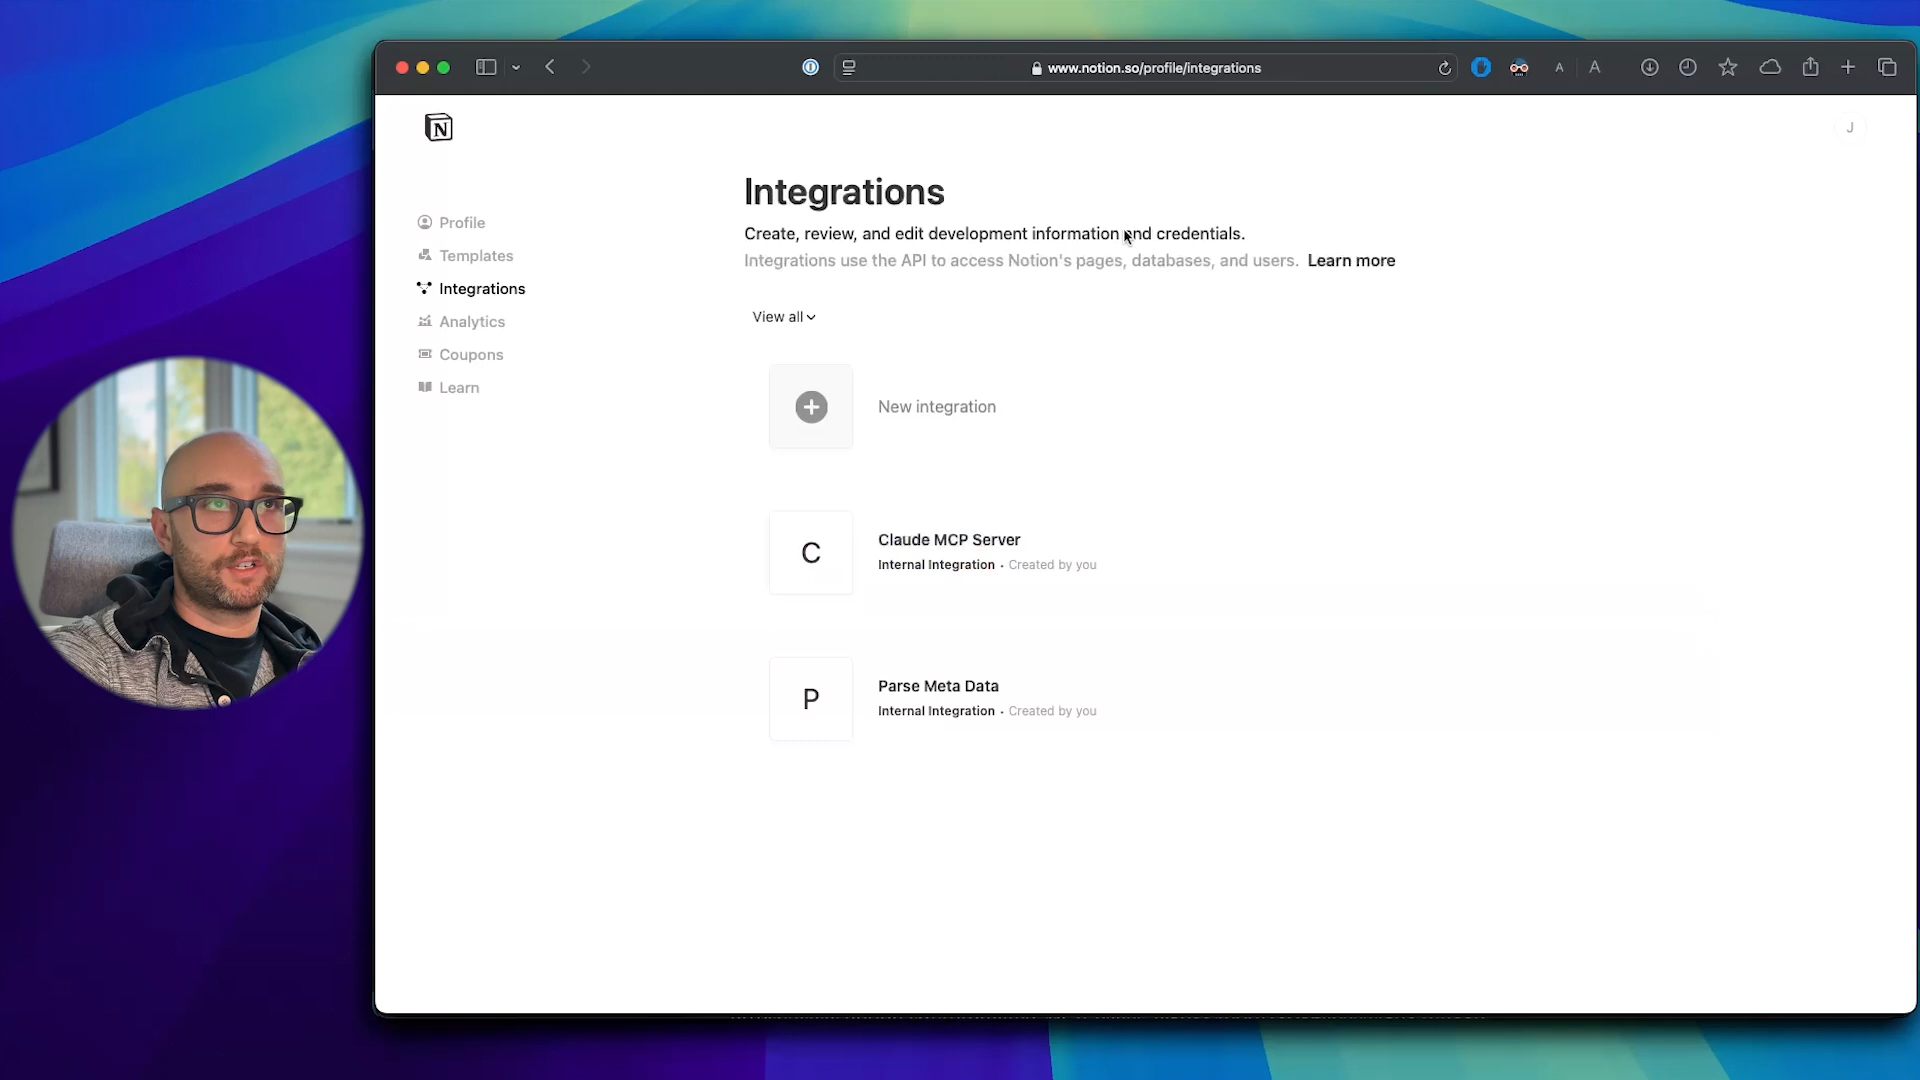 www.notion.so/profile/integrations
A
A
N
J
Profile
Templates
Integrations
Analytics
Coupons
Learn
Integrations
Create, review, and edit development information and credentials.
Integrations use the API to access Notion's pages, databases, and users. Learn more
View all
New integration
C
Claude MCP Server
Internal Integration • Created by you
P
Parse Meta Data
Internal Integration • Created by you